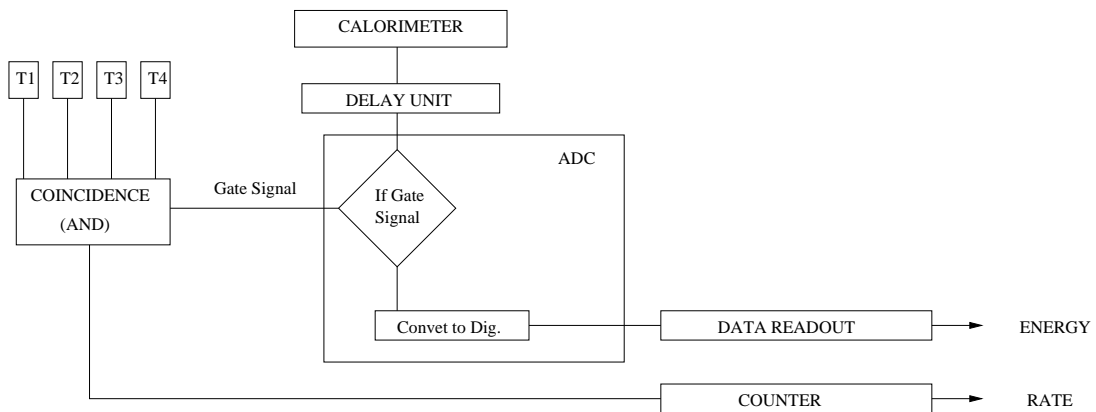 CALORIMETER
T1 T2 T3 T4
DELAY UNIT
ADC
COINCIDENCE
(AND)
Gate Signal
If Gate
Signal
Convet to Dig.
DATA READOUT
ENERGY
COUNTER
RATE